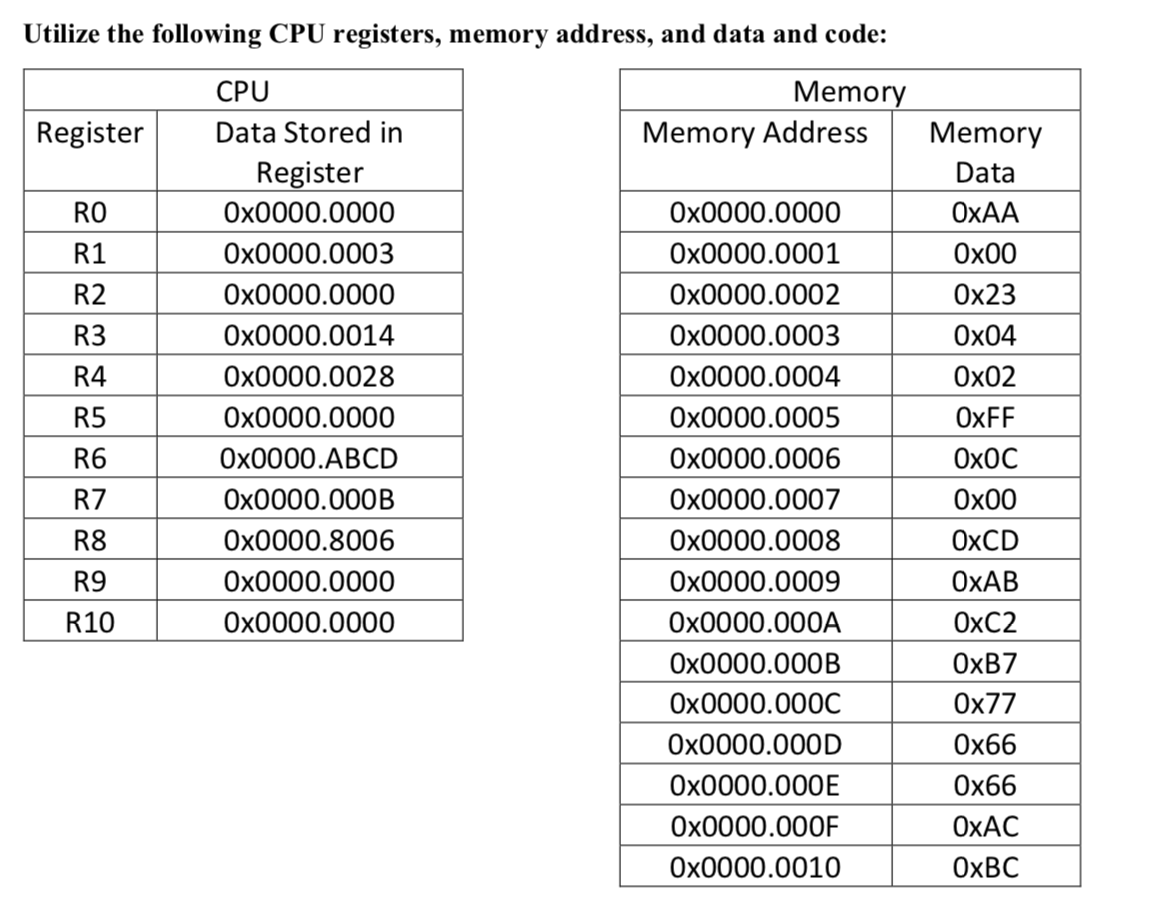 Utilize the following CPU registers, memory address, and data and code:
CPU
Register Data Stored in
Register
R0 0x0000.0000
R1 0x0000.0003
R2 0x0000.0000
R3 0x0000.0014
R4 0x0000.0028
R5 0x0000.0000
R6 0x0000.ABCD
R7 0x0000.000B
R8 0x0000.8006
R9 0x0000.0000
R10 0x0000.0000
Memory
Memory Address Memory
Data
0x0000.0000 0xAA
0x0000.0001 0x00
0x0000.0002 0x23
0x0000.0003 0x04
0x0000.0004 0x02
0x0000.0005 0xFF
0x0000.0006 0x0C
0x0000.0007 0x00
0x0000.0008 0xCD
0x0000.0009 0xAB
0x0000.000A 0xC2
0x0000.000B 0xB7
0x0000.000C 0x77
0x0000.000D 0x66
0x0000.000E 0x66
0x0000.000F 0xAC
0x0000.0010 0xBC